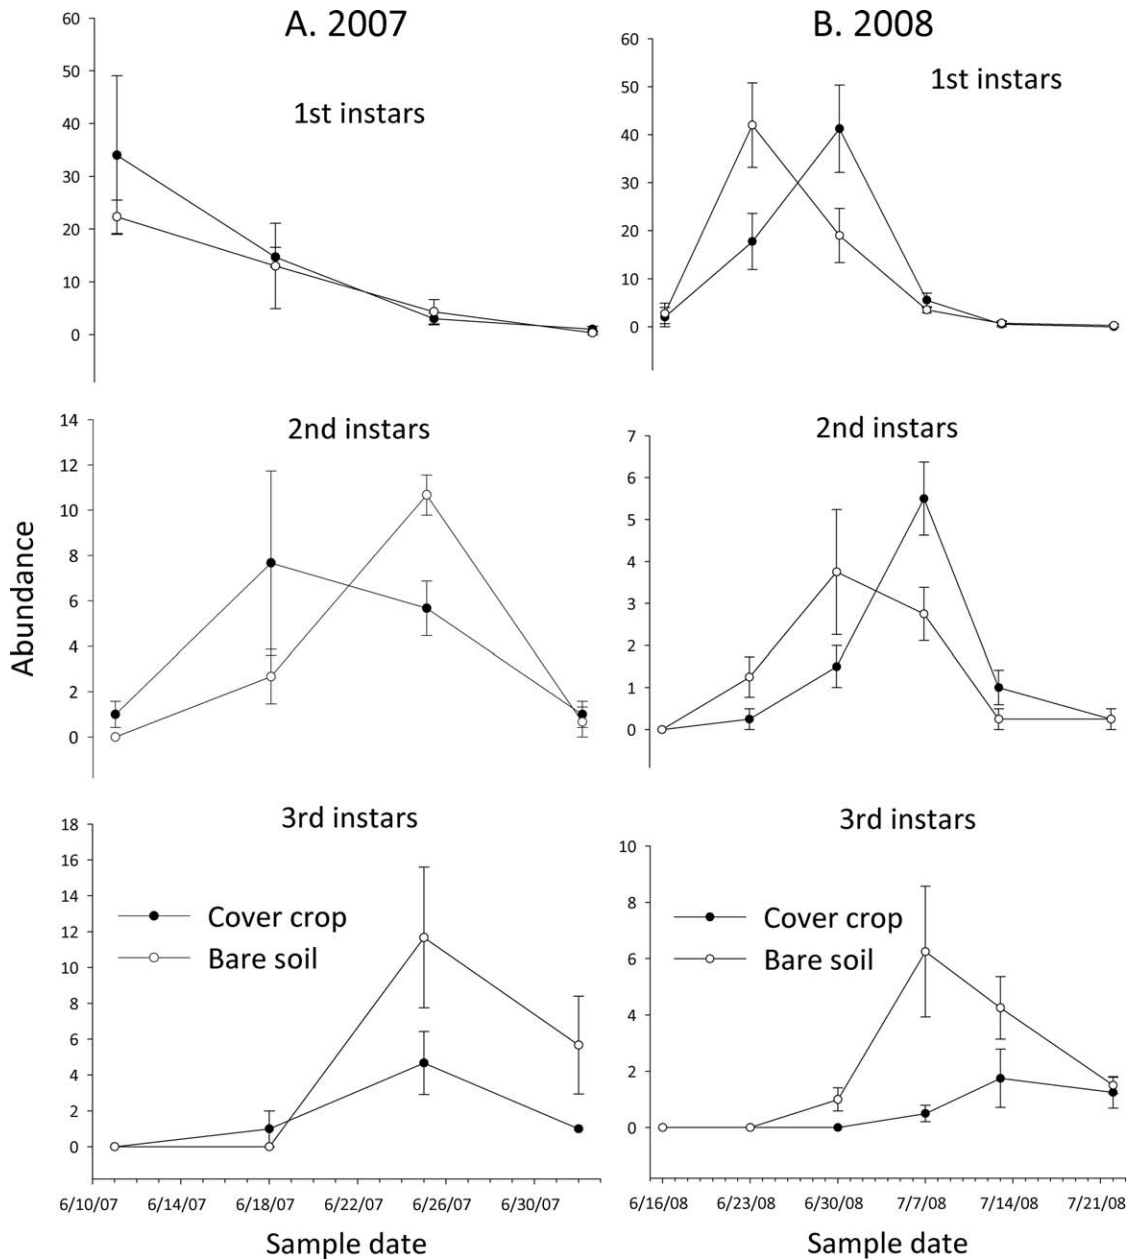 A. 2007
60
50
40
30
20
10
0
1st instars
B. 2008
60
50
40
30
20
10
0
1st instars
Abundance
14
12
10
8
6
4
2
0
2nd instars
7
6
5
4
3
2
1
0
2nd instars
18
16
14
12
10
8
6
4
2
0
3rd instars
Cover crop
Bare soil
6/10/07 6/14/07 6/18/07 6/22/07 6/26/07 6/30/07
Sample date
10
8
6
4
2
0
3rd instars
Cover crop
Bare soil
6/16/08 6/23/08 6/30/08 7/7/08 7/14/08 7/21/08
Sample date